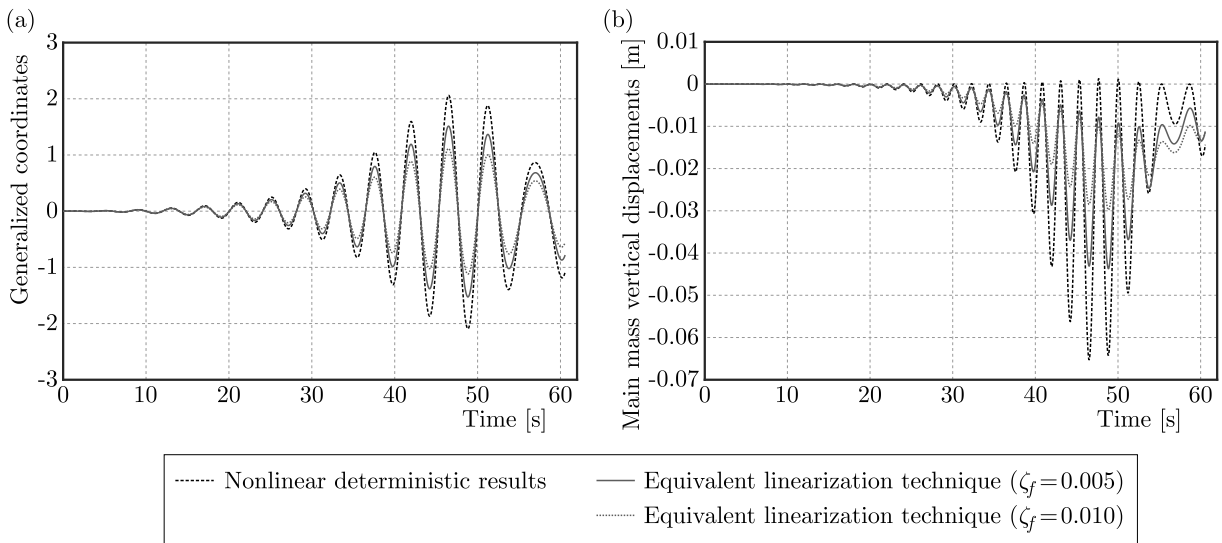 (a)
Generalized coordinates
3
2
1
0
-1
-2
-3
0 10 20 30 40 50 60
Time [s]
(b)
Main mass vertical displacements [m]
0.01
0
-0.01
-0.02
-0.03
-0.04
-0.05
-0.06
-0.07
0 10 20 30 40 50 60
Time [s]
Nonlinear deterministic results
Equivalent linearization technique (ζf=0.005)
Equivalent linearization technique (ζf=0.010)